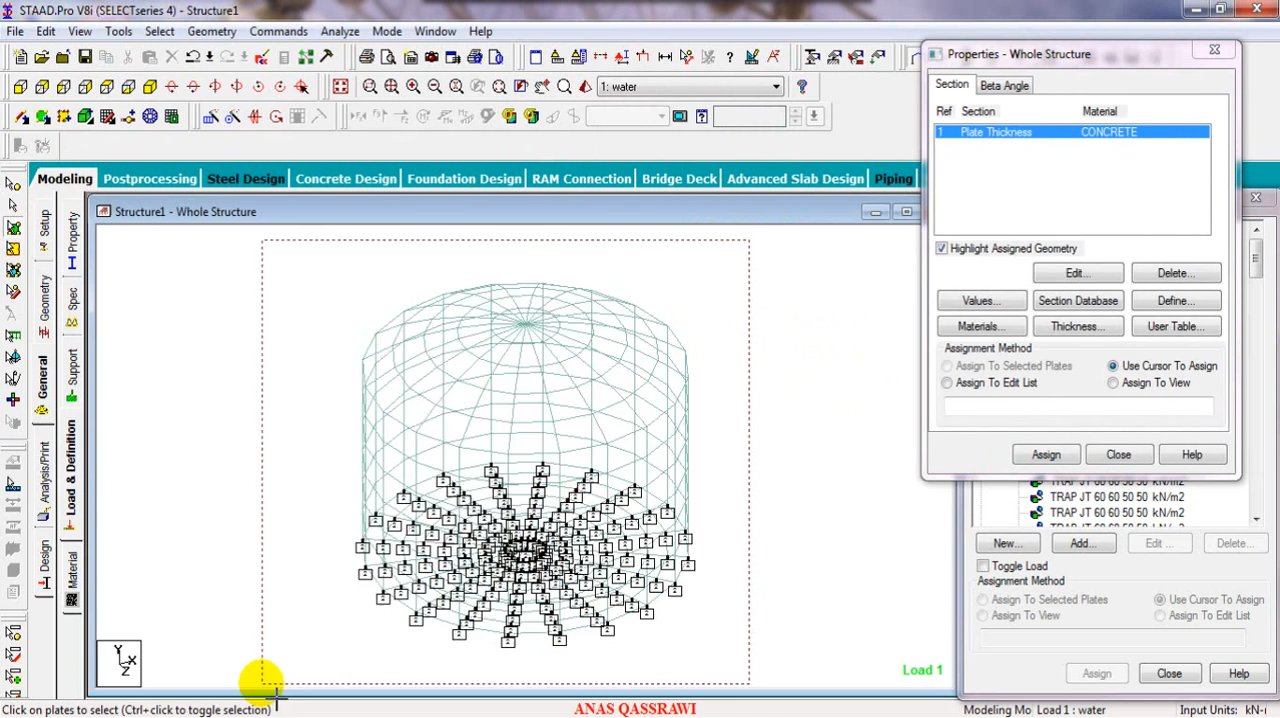 STAAD.Pro V8i (SELECTseries 4) - Structure1
File Edit View Tools Select Geometry Commands Analyze Mode Window Help
1: water
Modeling Postprocessing Steel Design Concrete Design Foundation Design RAM Connection Bridge Deck Advanced Slab Design Piping
Structure1 - Whole Structure
Setup
Geometry
General
Analysis/Print
Design
Property
Spec
Support
Load & Definition
Material
Y
X
Z
Load 1
Properties - Whole Structure
Section Beta Angle
Ref Section Material
1 Plate Thickness CONCRETE
Highlight Assigned Geometry
Edit... Delete...
Values... Section Database Define...
Materials... Thickness... User Table...
Assignment Method
Assign To Selected Plates Use Cursor To Assign
Assign To Edit List Assign To View
Assign Close Help
TRAP JT 60 60 50 50 kN/m2
TRAP JT 60 60 50 50 kN/m2
New... Add... Edit ... Delete...
Toggle Load
Assignment Method
Assign To Selected Plates Use Cursor To Assign
Assign To View Assign To Edit List
Assign Close Help
Click on plates to select (Ctrl+click to toggle selection)
ANAS QASSRAWI
Modeling Mo Load 1 : water Input Units: kN-